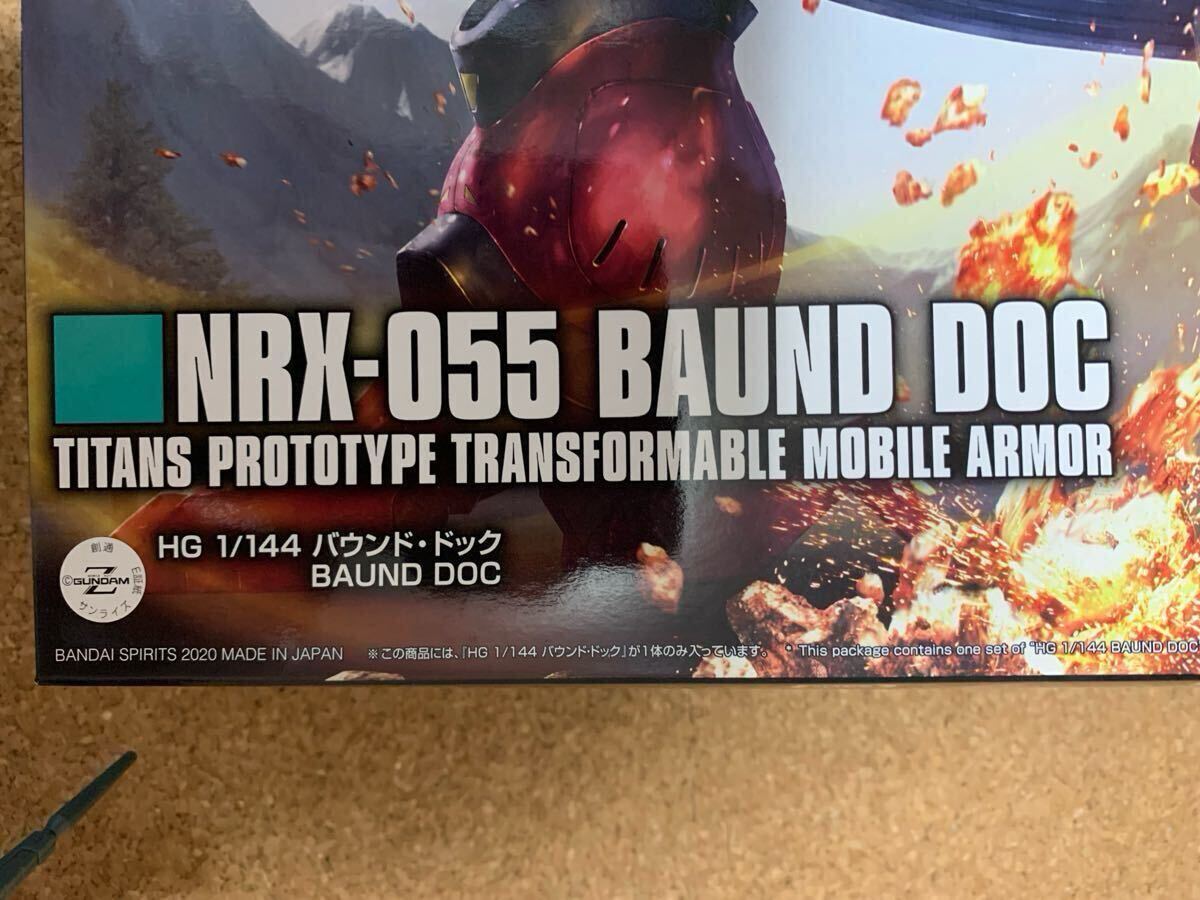 NRX-055 BAUND DOC
TITANS PROTOTYPE TRANSFORMABLE MOBILE ARMOR
HG 1/144 バウンド・ドック
BAUND DOC
創通
Z
©GUNDAM
サンライズ
BANDAI SPIRITS 2020 MADE IN JAPAN
※この商品には、『HG 1/144 バウンド・ドック』が1体のみ入っています。 * This package contains one set of "HG 1/144 BAUND DOC